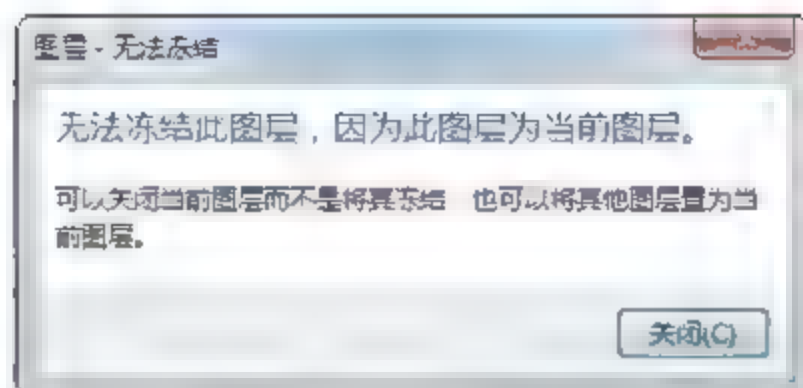 图层 - 无法冻结
无法冻结此图层，因为此图层为当前图层。
可以关闭当前图层而不是将其冻结 也可以将其他图层置为当
前图层。
关闭(C)